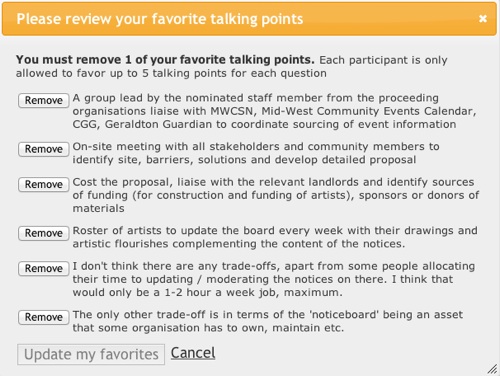 Please review your favorite talking points
You must remove 1 of your favorite talking points. Each participant is only
allowed to favor up to 5 talking points for each question
Remove A group lead by the nominated staff member from the proceeding
organisations liaise with MWCSN, Mid-West Community Events Calendar,
CGG, Geraldton Guardian to coordinate sourcing of event information
Remove On-site meeting with all stakeholders and community members to
identify site, barriers, solutions and develop detailed proposal
Remove Cost the proposal, liaise with the relevant landlords and identify sources
of funding (for construction and funding of artists), sponsors or donors of
materials
Remove Roster of artists to update the board every week with their drawings and
artistic flourishes complementing the content of the notices.
Remove I don't think there are any trade-offs, apart from some people allocating
their time to updating / moderating the notices on there. I think that
would only be a 1-2 hour a week job, maximum.
Remove The only other trade-off is in terms of the 'noticeboard' being an asset
that some organisation has to own, maintain etc.
Update my favorites Cancel